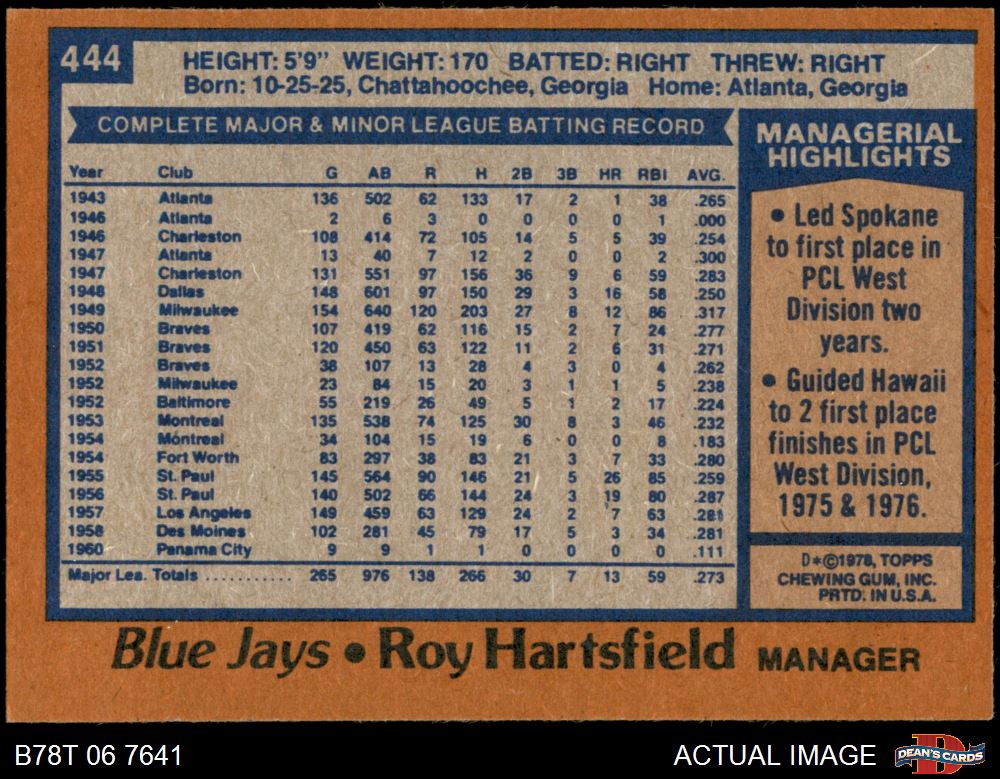 444
HEIGHT: 5'9" WEIGHT: 170 BATTED: RIGHT THREW: RIGHT
Born: 10-25-25, Chattahoochee, Georgia Home: Atlanta, Georgia
COMPLETE MAJOR & MINOR LEAGUE BATTING RECORD
Year Club G AB R H 2B 3B HR RBI AVG.
1943 Atlanta 136 502 62 133 17 2 1 38 .265
1946 Atlanta 2 6 3 0 0 0 0 1 .000
1946 Charleston 108 414 72 105 14 5 5 39 .254
1947 Atlanta 13 40 7 12 2 0 0 2 .300
1947 Charleston 131 551 97 156 36 9 6 59 .283
1948 Dallas 148 601 97 150 29 3 16 58 .250
1949 Milwaukee 154 640 120 203 27 8 12 86 .317
1950 Braves 107 419 62 116 15 2 7 24 .277
1951 Braves 120 450 63 122 11 2 6 31 .271
1952 Braves 38 107 13 28 4 3 0 4 .262
1952 Milwaukee 23 84 15 20 3 1 1 5 .238
1952 Baltimore 55 219 26 49 5 1 2 17 .224
1953 Montreal 135 538 74 125 30 8 3 46 .232
1954 Montreal 34 104 15 19 6 0 0 8 .183
1954 Fort Worth 83 297 38 83 21 3 7 33 .280
1955 St. Paul 145 564 90 146 21 5 26 85 .259
1956 St. Paul 140 502 66 144 24 3 19 80 .287
1957 Los Angeles 149 459 63 129 24 2 7 63 .281
1958 Des Moines 102 281 45 79 17 5 3 34 .281
1960 Panama City 9 9 1 1 0 0 0 0 .111
Major Lea. Totals .......... 265 976 138 266 30 7 13 59 .273
MANAGERIAL
HIGHLIGHTS
• Led Spokane
to first place in
PCL West
Division two
years.
• Guided Hawaii
to 2 first place
finishes in PCL
West Division,
1975 & 1976.
D*©1978, TOPPS
CHEWING GUM, INC.
PRTD. IN U.S.A.
Blue Jays • Roy Hartsfield MANAGER
B78T 06 7641
ACTUAL IMAGE
DEAN'S CARDS